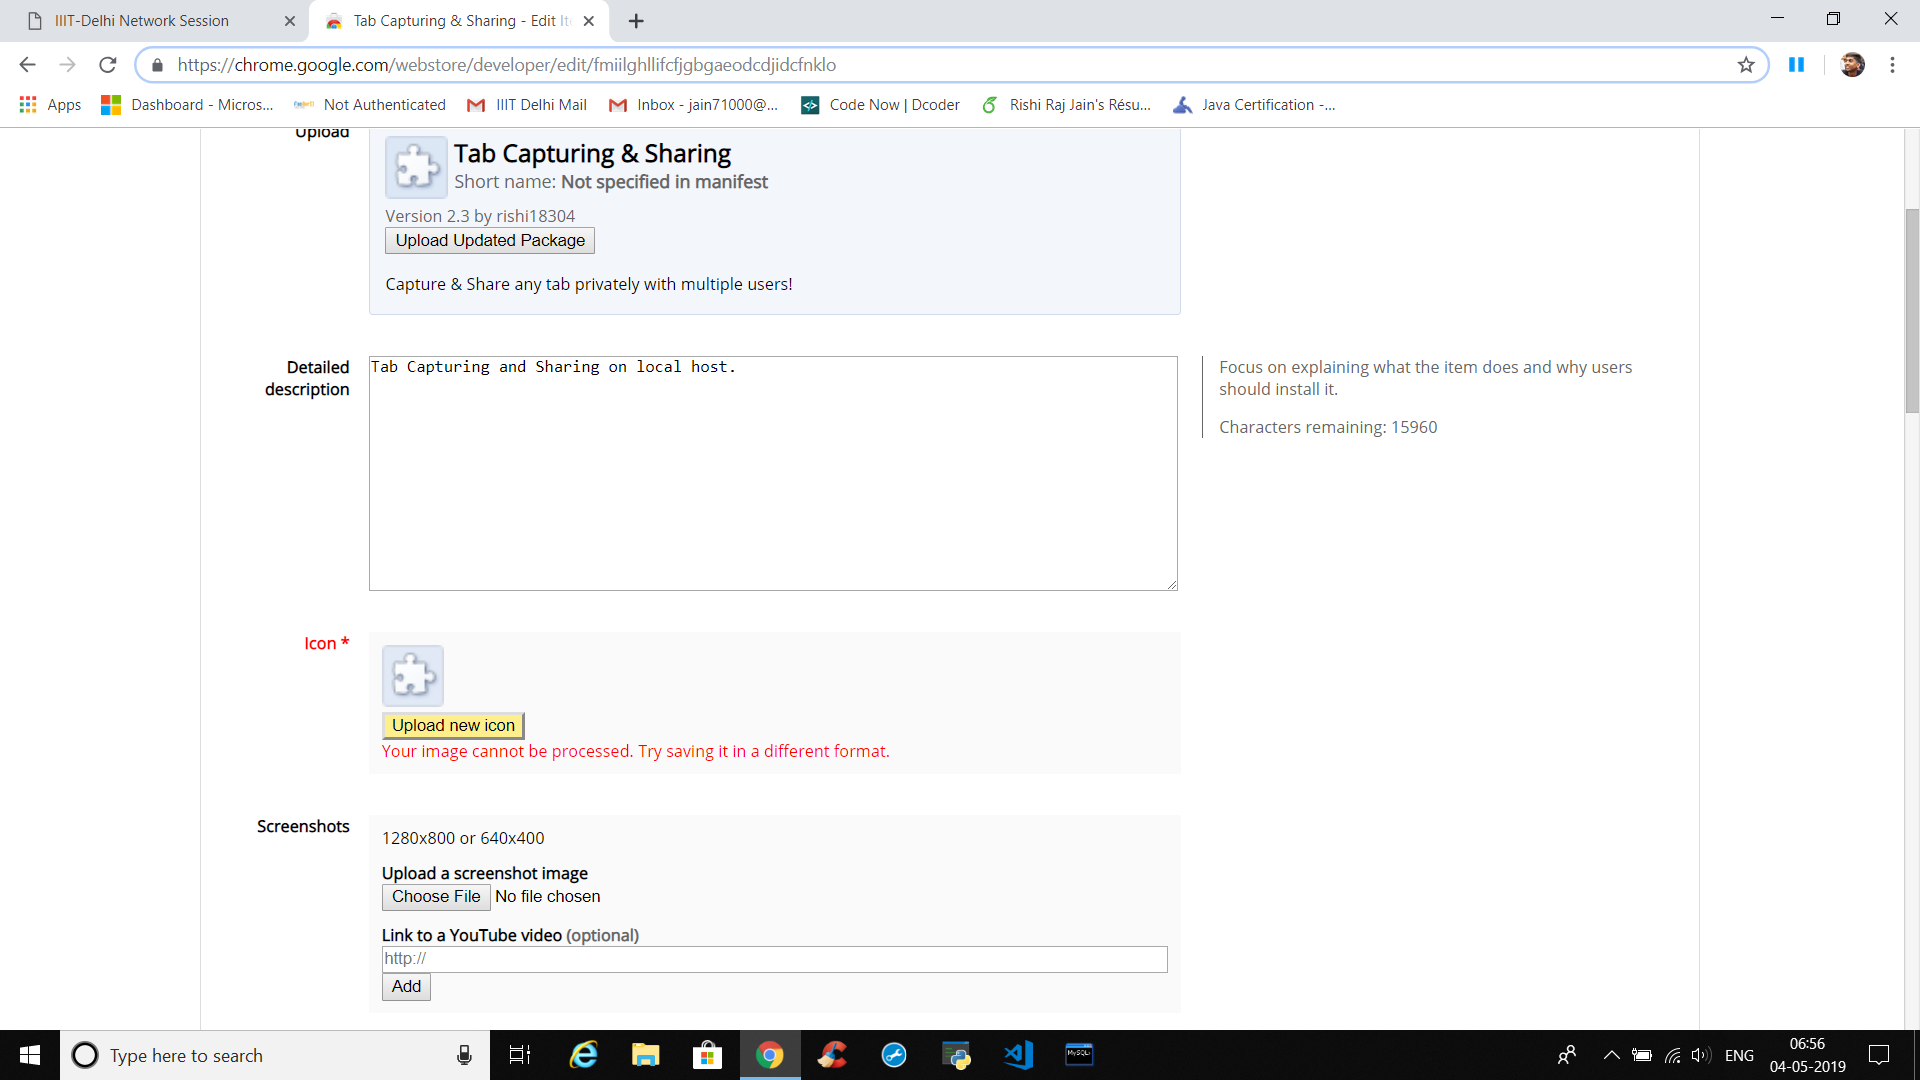 IIIT-Delhi Network Session
Tab Capturing & Sharing - Edit It
https://chrome.google.com/webstore/developer/edit/fmiilghllifcfjgbgaeodcdjidcfnklo
Apps
Dashboard - Micros...
Not Authenticated
IIIT Delhi Mail
Inbox - jain71000@...
Code Now | Dcoder
Rishi Raj Jain's Résu...
Java Certification -...
Upload
Tab Capturing & Sharing
Short name: Not specified in manifest
Version 2.3 by rishi18304
Upload Updated Package
Capture & Share any tab privately with multiple users!
Detailed
description
Tab Capturing and Sharing on local host.
Focus on explaining what the item does and why users
should install it.
Characters remaining: 15960
Icon *
Upload new icon
Your image cannot be processed. Try saving it in a different format.
Screenshots
1280x800 or 640x400
Upload a screenshot image
Choose File No file chosen
Link to a YouTube video (optional)
http://
Add
Type here to search
MySQL
ENG
06:56
04-05-2019